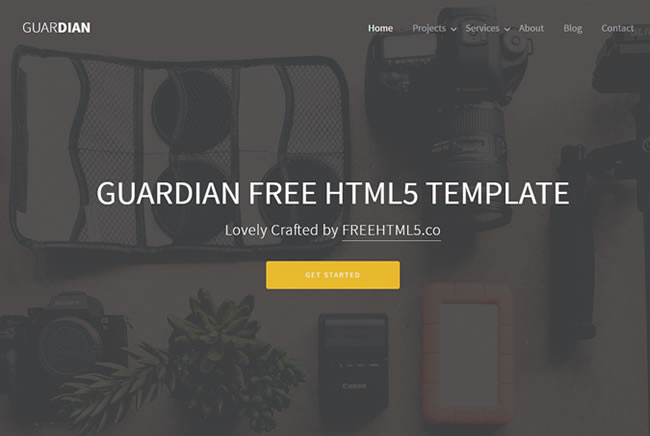 GUARDIAN
Home Projects Services About Blog Contact
GUARDIAN FREE HTML5 TEMPLATE
Lovely Crafted by FREEHTML5.co
GET STARTED
Canon